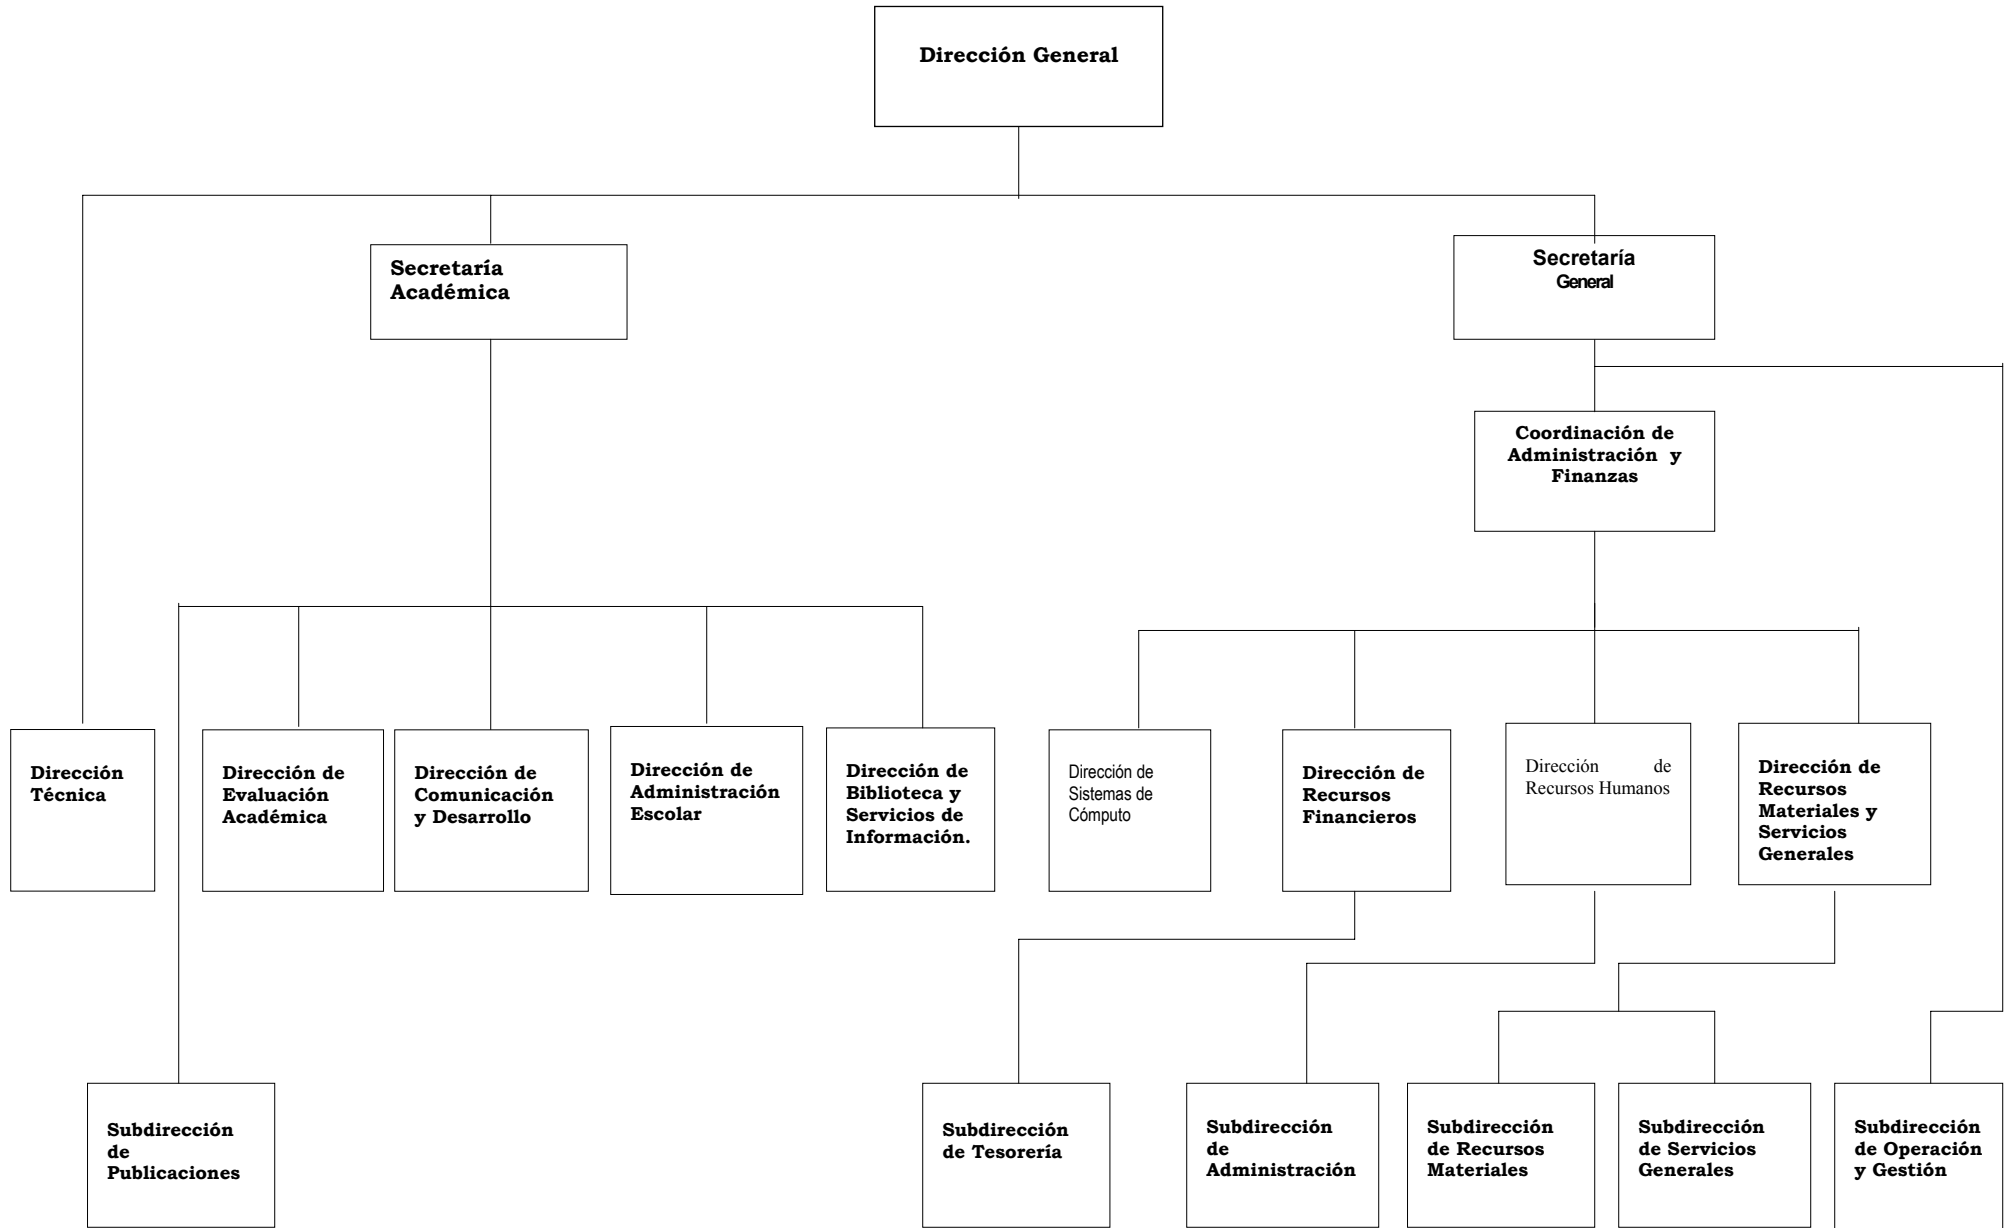 Dirección General
Secretaría
Académica
Secretaría
General
Coordinación de
Administración y
Finanzas
Dirección
Técnica
Dirección de
Evaluación
Académica
Dirección de
Comunicación
y Desarrollo
Dirección de
Administración
Escolar
Dirección de
Biblioteca y
Servicios de
Información.
Dirección de
Sistemas de
Cómputo
Dirección de
Recursos
Financieros
Dirección de
Recursos Humanos
Dirección de
Recursos
Materiales y
Servicios
Generales
Subdirección
de
Publicaciones
Subdirección
de Tesorería
Subdirección
de
Administración
Subdirección
de Recursos
Materiales
Subdirección
de Servicios
Generales
Subdirección
de Operación
y Gestión